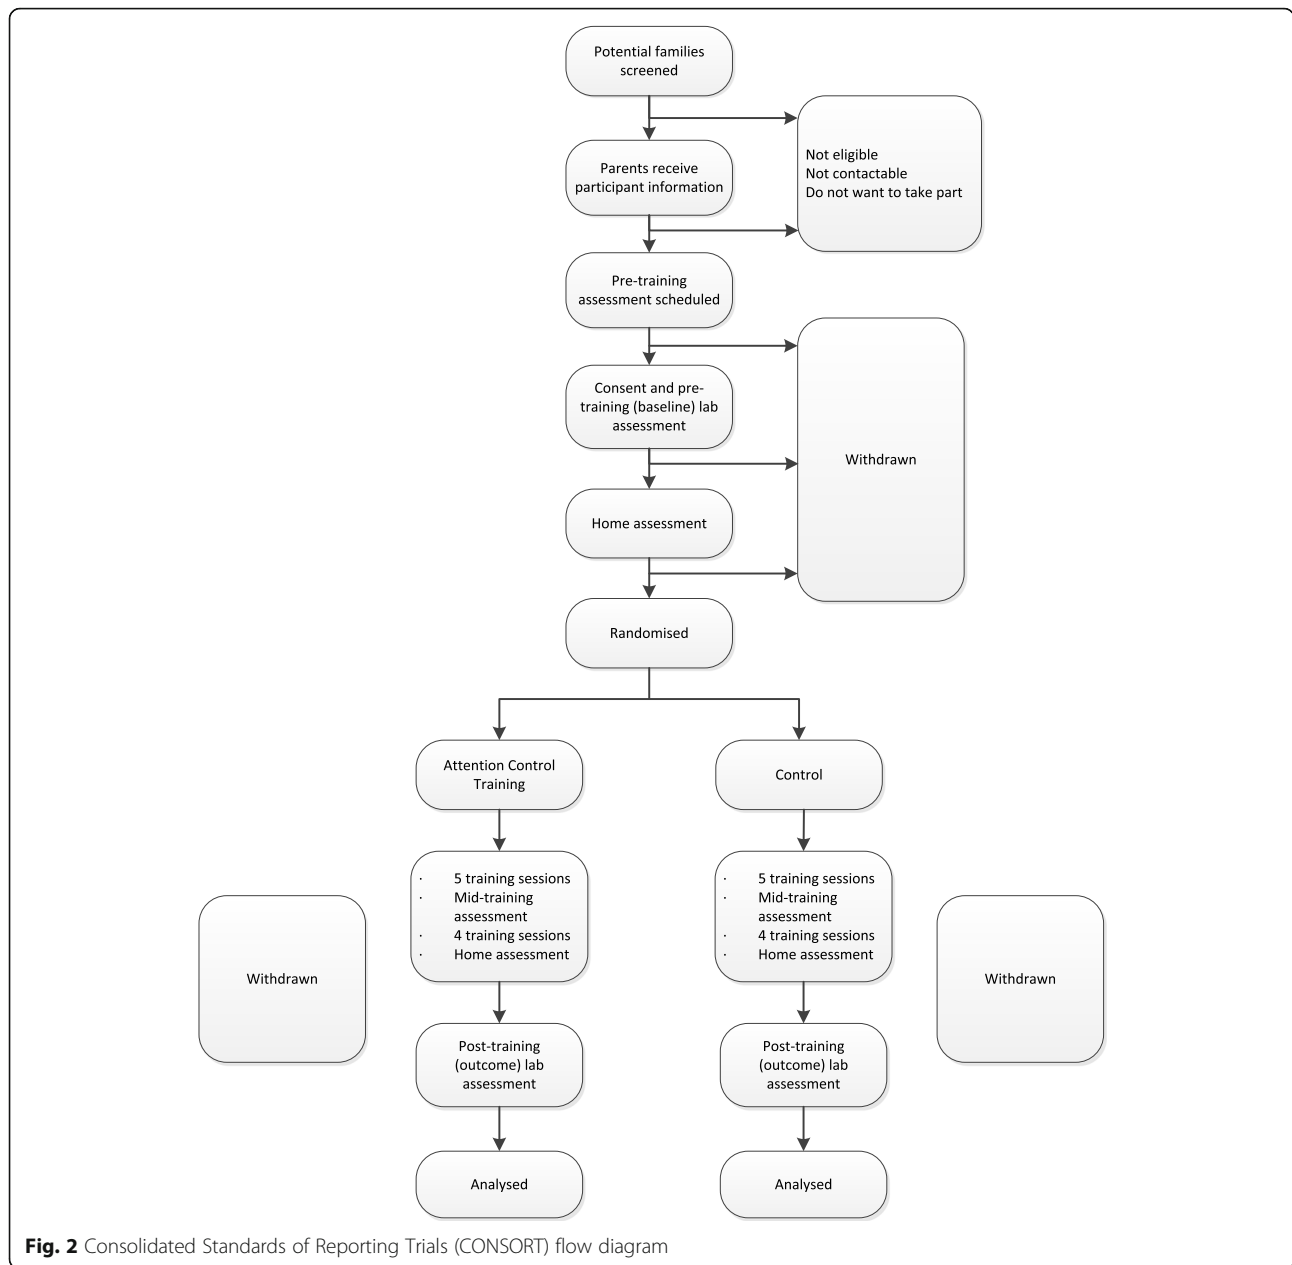 Potential families
screened
Not eligible
Not contactable
Do not want to take part
Parents receive
participant information
Pre-training
assessment scheduled
Consent and pre-
training (baseline) lab
assessment
Withdrawn
Home assessment
Randomised
Attention Control
Training
Control
· 5 training sessions
· Mid-training
assessment
· 4 training sessions
· Home assessment
· 5 training sessions
· Mid-training
assessment
· 4 training sessions
· Home assessment
Withdrawn
Withdrawn
Post-training
(outcome) lab
assessment
Post-training
(outcome) lab
assessment
Analysed
Analysed
Fig. 2 Consolidated Standards of Reporting Trials (CONSORT) flow diagram